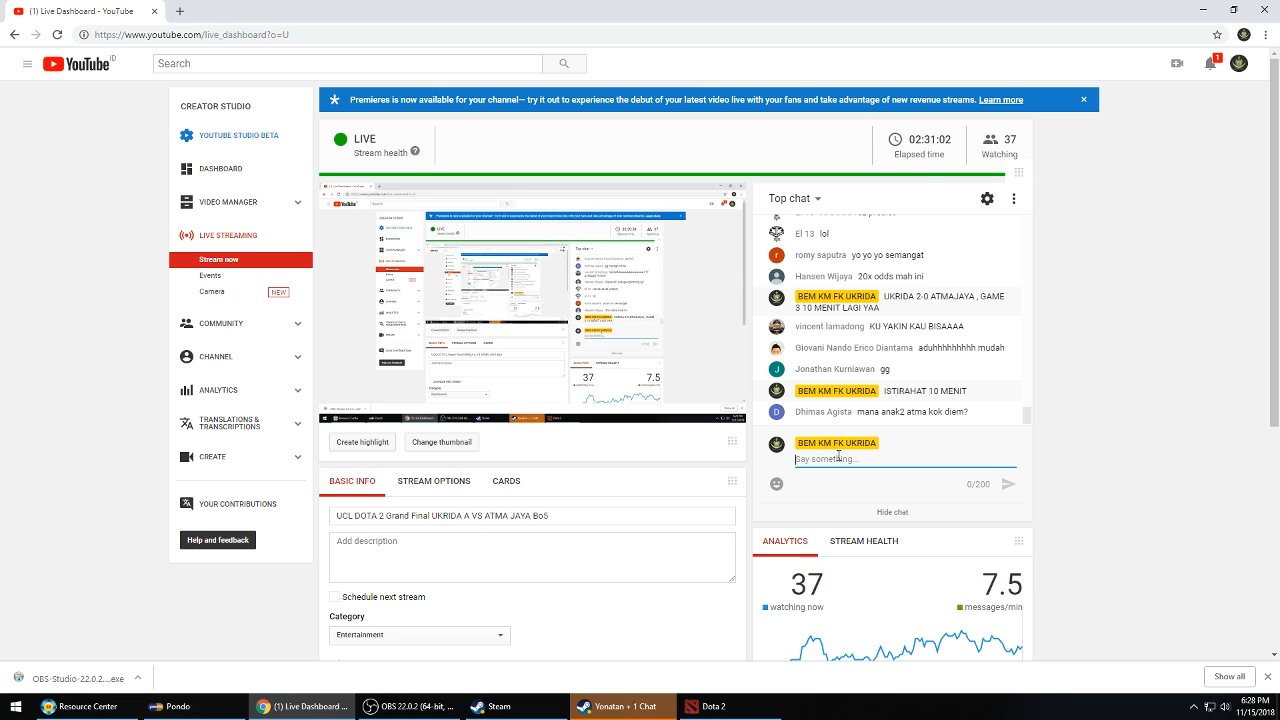 (1) Live Dashboard - YouTube
https://www.youtube.com/live_dashboard?o=U
YouTube ID
Search
1
CREATOR STUDIO
YOUTUBE STUDIO BETA
DASHBOARD
VIDEO MANAGER
LIVE STREAMING
Stream now
Events
Camera NEW
COMMUNITY
CHANNEL
ANALYTICS
TRANSLATIONS &
TRANSCRIPTIONS
CREATE
YOUR CONTRIBUTIONS
Help and feedback
Premieres is now available for your channel— try it out to experience the debut of your latest video live with your fans and take advantage of new revenue streams. Learn more
LIVE
Stream health
02:31:02
Elapsed time
37
Watching
Create highlight Change thumbnail
BASIC INFO STREAM OPTIONS CARDS
UCL DOTA 2 Grand Final UKRIDA A VS ATMA JAYA Bo5
Add description
Schedule next stream
Category
Entertainment
Top chat
El 13 lol
romy saputra yo yo yo semangat
Hanzen Wijaya 20x odds mah ini
BEM KM FK UKRIDA UKRIDA 2-0 ATMAJAYA , GAME
3 10 MENIT LAGI YAA
vincent lamadong KU YAKIN KAU BISAAAA
Giovani Nando Erico Diantama aduhhhhhhhhh mudah
Jonathan Kurniawan gg
BEM KM FK UKRIDA ISTIRAHAT 10 MENIT
Dhimas Agista mana anak2 atma kok diem?
BEM KM FK UKRIDA
Say something...
0/200
Hide chat
ANALYTICS STREAM HEALTH
37
watching now
7.5
messages/min
OBS-Studio-22.0.2....exe
Show all
Resource Center
Pondo
(1) Live Dashboard ...
OBS 22.0.2 (64-bit, ...
Steam
Yonatan + 1 Chat
Dota 2
6:28 PM
11/15/2018